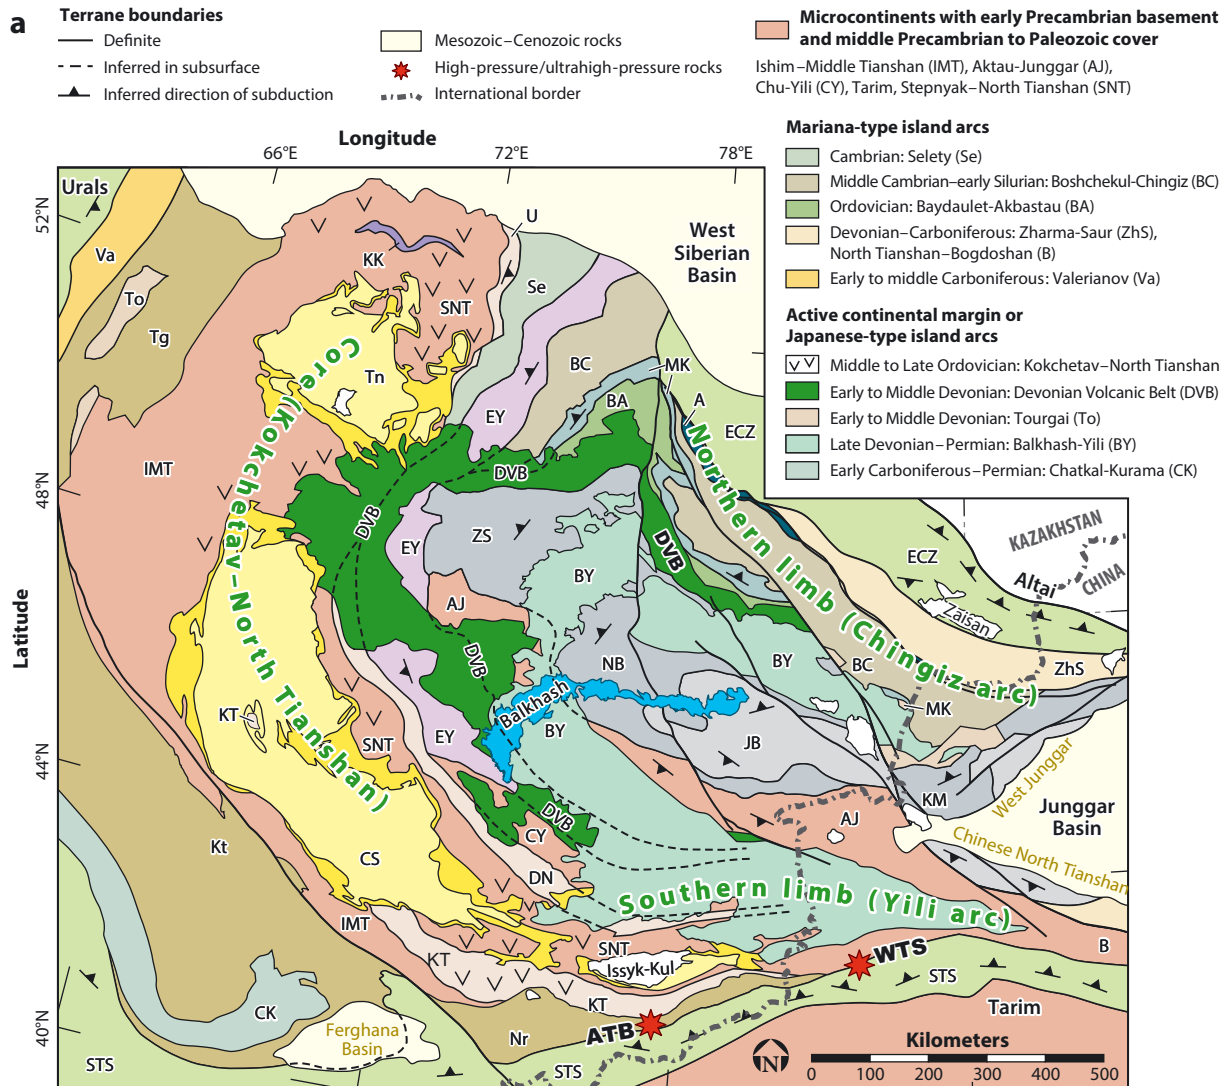 a
Terrane boundaries
Definite
Inferred in subsurface
Inferred direction of subduction
Mesozoic–Cenozoic rocks
High-pressure/ultrahigh-pressure rocks
International border
Microcontinents with early Precambrian basement
and middle Precambrian to Paleozoic cover
Ishim–Middle Tianshan (IMT), Aktau-Junggar (AJ),
Chu-Yili (CY), Tarim, Stepnyak–North Tianshan (SNT)
Mariana-type island arcs
Cambrian: Selety (Se)
Middle Cambrian–early Silurian: Boshchekul-Chingiz (BC)
Ordovician: Baydaulet-Akbastau (BA)
Devonian–Carboniferous: Zharma-Saur (ZhS),
North Tianshan–Bogdoshan (B)
Early to middle Carboniferous: Valerianov (Va)
Active continental margin or
Japanese-type island arcs
Middle to Late Ordovician: Kokchetav–North Tianshan
Early to Middle Devonian: Devonian Volcanic Belt (DVB)
Early to Middle Devonian: Tourgai (To)
Late Devonian–Permian: Balkhash-Yili (BY)
Early Carboniferous–Permian: Chatkal-Kurama (CK)
Longitude
66°E
72°E
78°E
Latitude
52°N
48°N
44°N
40°N
Urals
Va
To
Tg
KK
SNT
U
Se
West
Siberian
Basin
BC
MK
Tn
EY
BA
A
ECZ
IMT
DVB
DVB
EY
ZS
BY
DVB
ECZ
KAZAKHSTAN
CHINA
Altai
Zaisan
AJ
DVB
NB
BY
BC
ZhS
MK
Balkhash
KT
SNT
EY
BY
JB
KM
West Junggar
Junggar
Basin
Chinese North Tianshan
AJ
DVB
CY
Kt
CS
DN
IMT
KT
SNT
Issyk-Kul
KT
WTS
STS
B
CK
Ferghana
Basin
Nr
ATB
Tarim
STS
STS
Core (Kokchetav–North Tianshan)
Northern limb (Chingiz arc)
Southern limb (Yili arc)
N
Kilometers
0 100 200 300 400 500